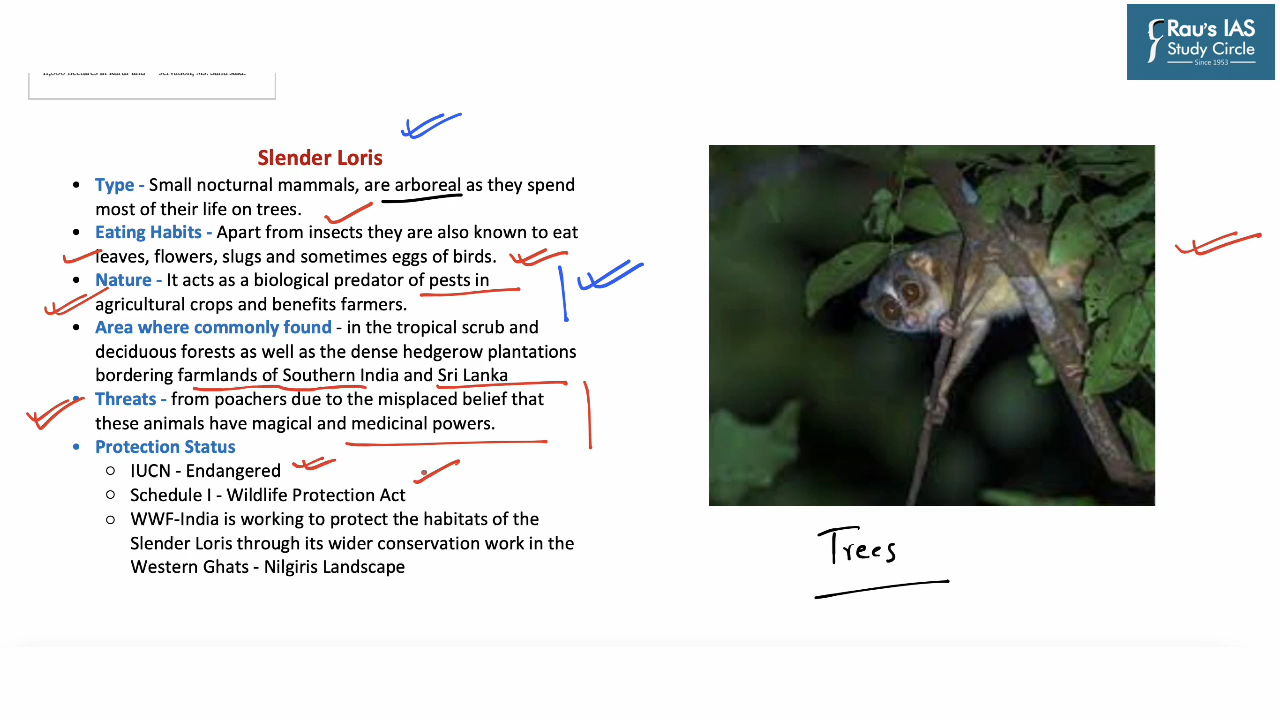 Rau's IAS
Study Circle
Since 1953
Slender Loris
• Type - Small nocturnal mammals, are arboreal as they spend
most of their life on trees.
• Eating Habits - Apart from insects they are also known to eat
leaves, flowers, slugs and sometimes eggs of birds.
• Nature - It acts as a biological predator of pests in
agricultural crops and benefits farmers.
• Area where commonly found - in the tropical scrub and
deciduous forests as well as the dense hedgerow plantations
bordering farmlands of Southern India and Sri Lanka
• Threats - from poachers due to the misplaced belief that
these animals have magical and medicinal powers.
• Protection Status
○ IUCN - Endangered
○ Schedule I - Wildlife Protection Act
○ WWF-India is working to protect the habitats of the
Slender Loris through its wider conservation work in the
Western Ghats - Nilgiris Landscape
Trees